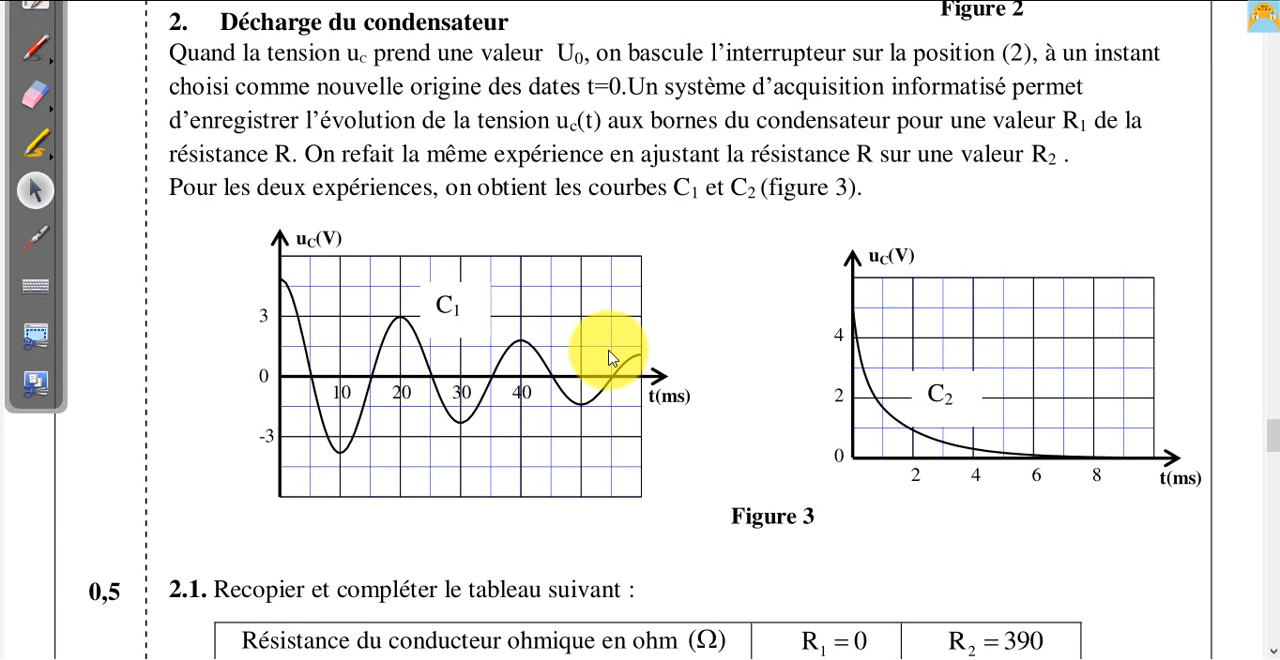 Figure 2
2. Décharge du condensateur
Quand la tension uc prend une valeur U0, on bascule l’interrupteur sur la position (2), à un instant
choisi comme nouvelle origine des dates t=0.Un système d’acquisition informatisé permet
d’enregistrer l’évolution de la tension uc(t) aux bornes du condensateur pour une valeur R1 de la
résistance R. On refait la même expérience en ajustant la résistance R sur une valeur R2 .
Pour les deux expériences, on obtient les courbes C1 et C2 (figure 3).
uC(V)
C1
3
0
-3
10 20 30 40
t(ms)
uC(V)
4
2
C2
0
2 4 6 8
t(ms)
Figure 3
0,5 2.1. Recopier et compléter le tableau suivant :
Résistance du conducteur ohmique en ohm (Ω) R1 = 0 R2 = 390